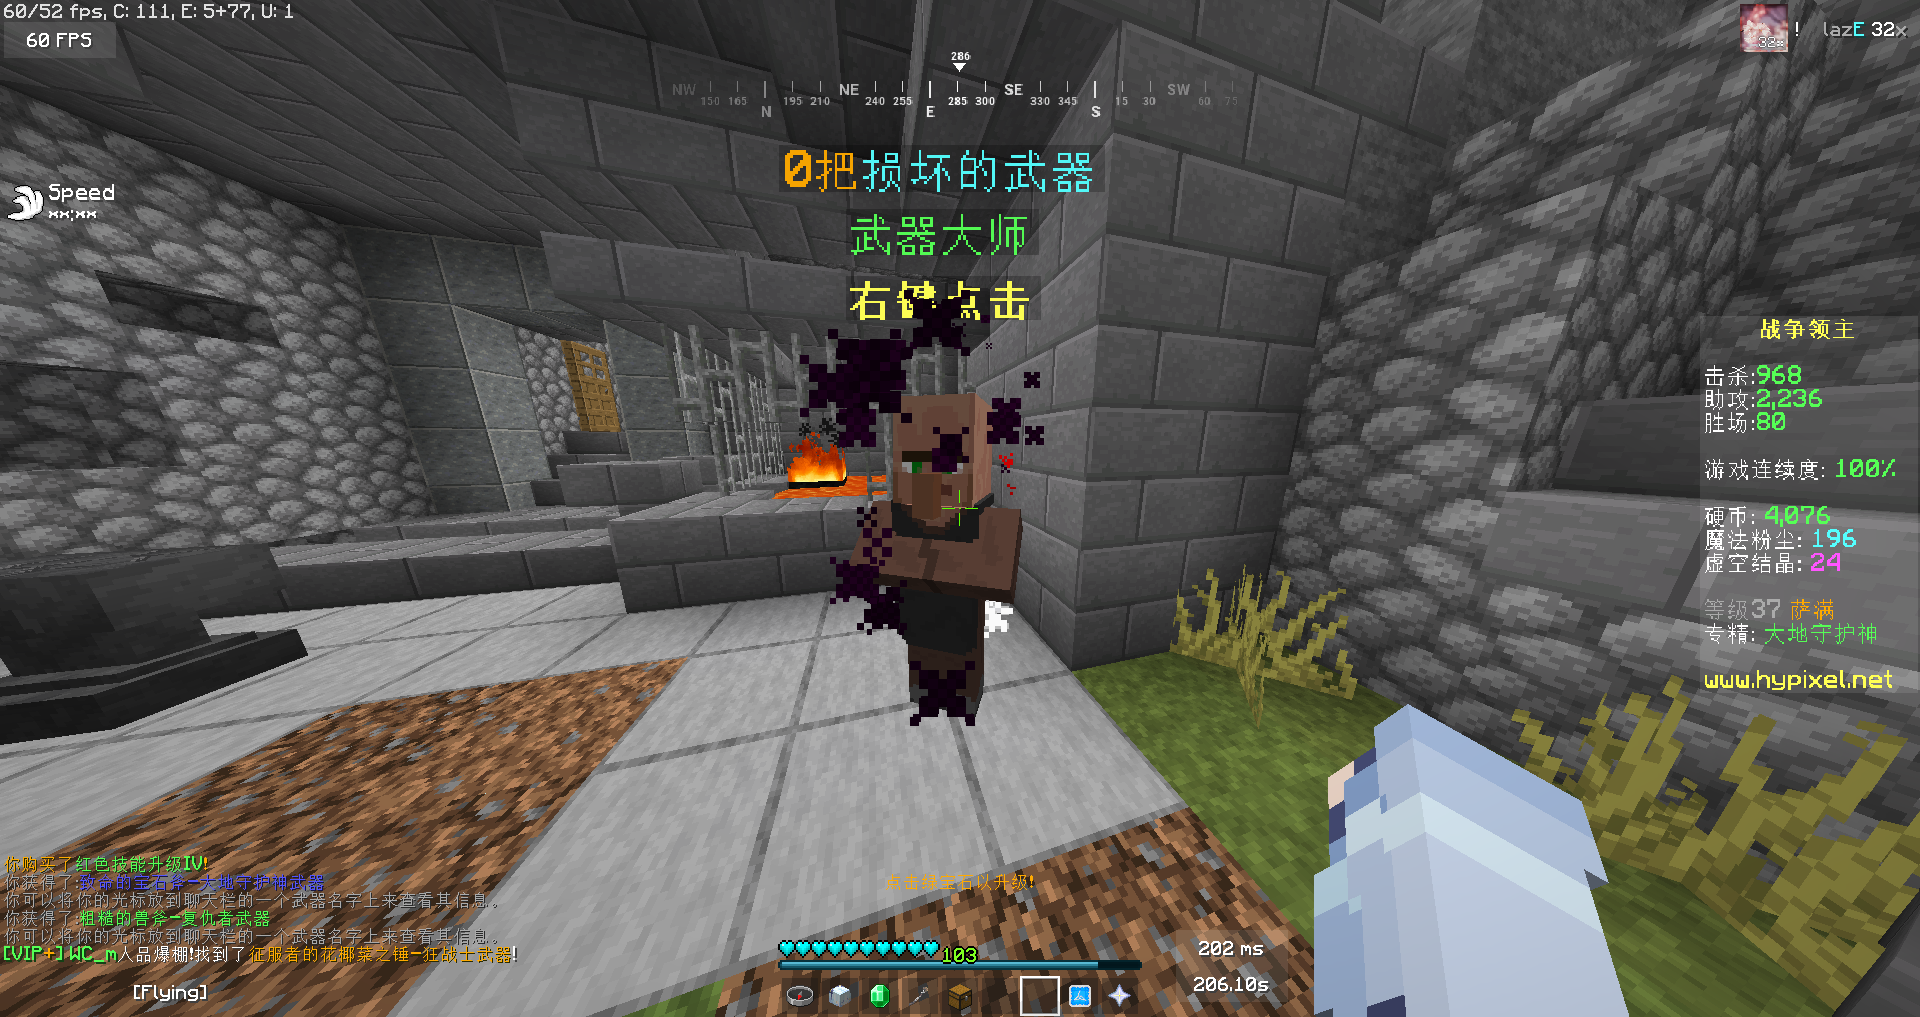 60/52 fps, C: 111, E: 5+77, U: 1
60 FPS
32x
! lazE 32x
286
NW 150 165 N 195 210 NE 240 255 E 285 300 SE 330 345 S 15 30 SW 60 75
0把损坏的武器
武器大师
右键点击
Speed
**:**
战争领主
击杀:968
助攻:2,236
胜场:80
游戏连续度: 100%
硬币: 4,076
魔法粉尘: 196
虚空结晶: 24
等级37 萨满
专精: 大地守护神
www.hypixel.net
你购买了红色技能升级IV!
你获得了:致命的宝石斧-大地守护神武器
你可以将你的光标放到聊天栏的一个武器名字上来查看其信息。
你获得了:粗糙的兽斧-复仇者武器
你可以将你的光标放到聊天栏的一个武器名字上来查看其信息。
[VIP+] WC_m人品爆棚!找到了征服者的花椰菜之锤-狂战士武器!
[Flying]
点击绿宝石以升级!
103
202 ms
206.10s